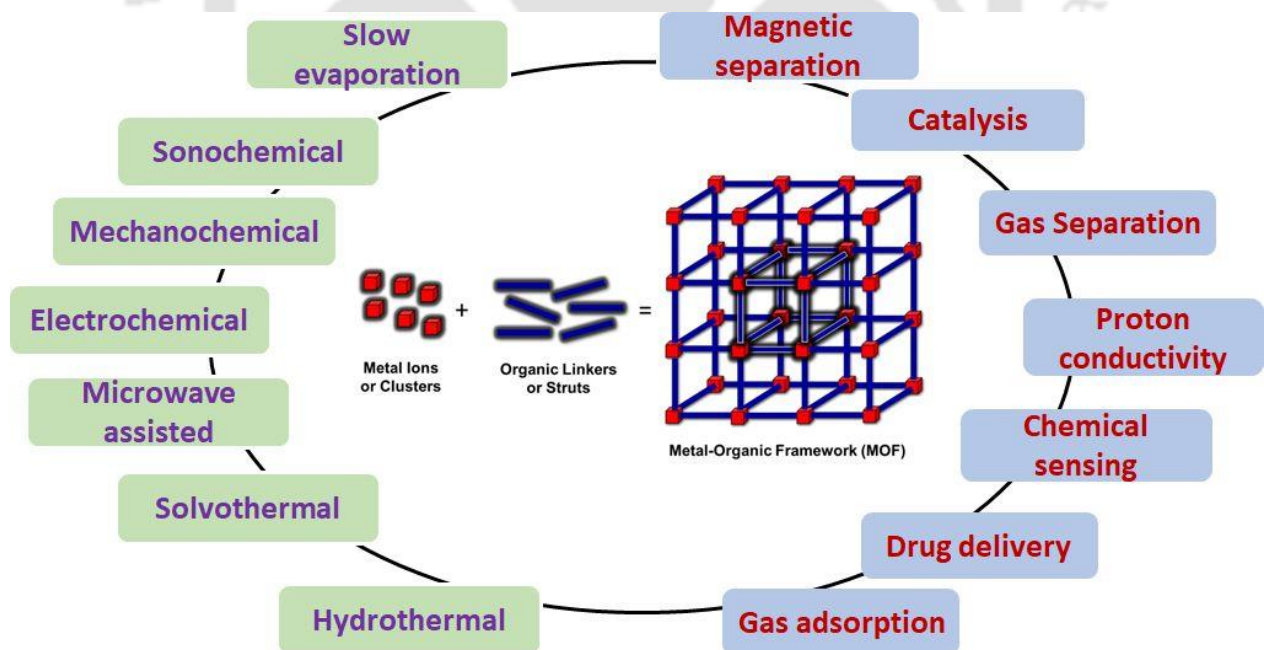 Slow
evaporation
Sonochemical
Mechanochemical
Electrochemical
Microwave
assisted
Solvothermal
Hydrothermal
+
=
Metal Ions
or Clusters
Organic Linkers
or Struts
Metal-Organic Framework (MOF)
Magnetic
separation
Catalysis
Gas Separation
Proton
conductivity
Chemical
sensing
Drug delivery
Gas adsorption